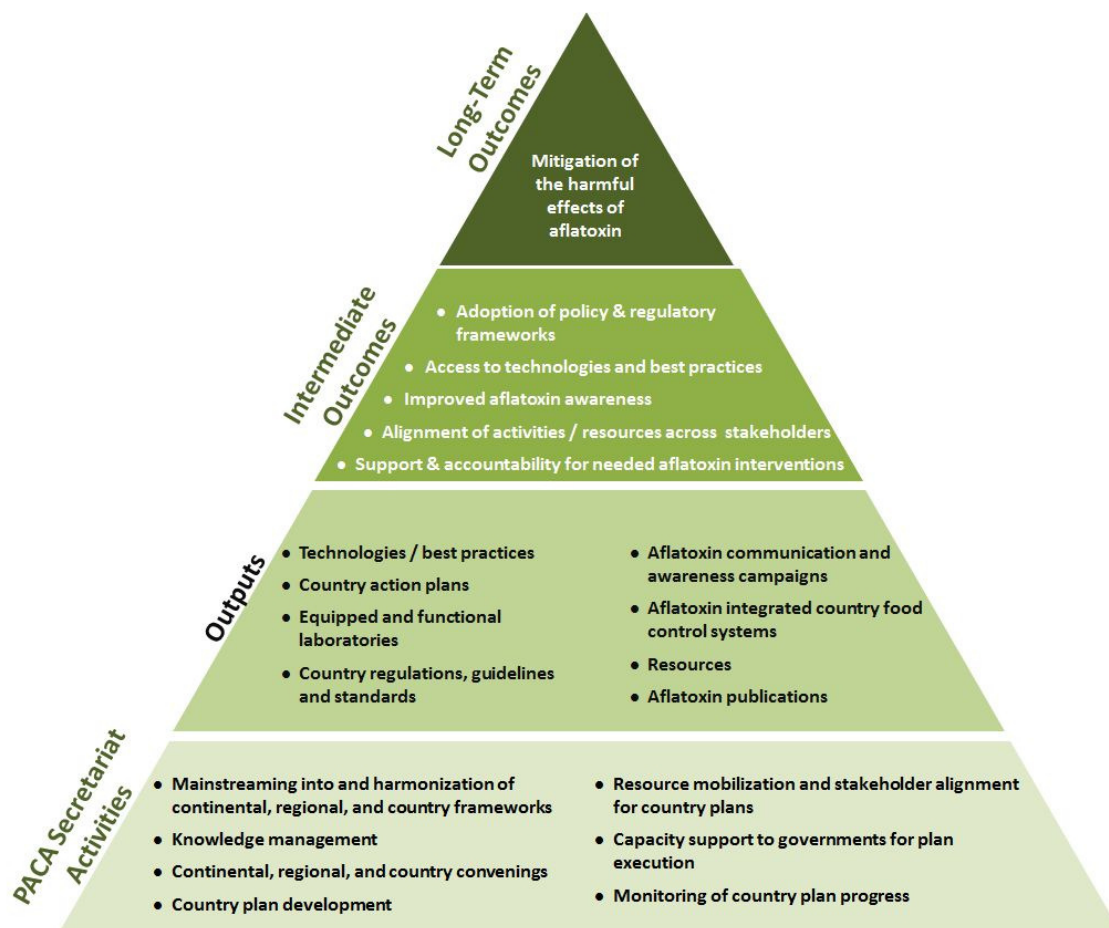 Long-Term
Outcomes
Mitigation of
the harmful
effects of
aflatoxin
Intermediate
Outcomes
● Adoption of policy & regulatory
frameworks
● Access to technologies and best practices
● Improved aflatoxin awareness
● Alignment of activities / resources across stakeholders
● Support & accountability for needed aflatoxin interventions
Outputs
● Technologies / best practices
● Country action plans
● Equipped and functional
laboratories
● Country regulations, guidelines
and standards
● Aflatoxin communication and
awareness campaigns
● Aflatoxin integrated country food
control systems
● Resources
● Aflatoxin publications
PACA Secretariat
Activities
● Mainstreaming into and harmonization of
continental, regional, and country frameworks
● Knowledge management
● Continental, regional, and country convenings
● Country plan development
● Resource mobilization and stakeholder alignment
for country plans
● Capacity support to governments for plan
execution
● Monitoring of country plan progress